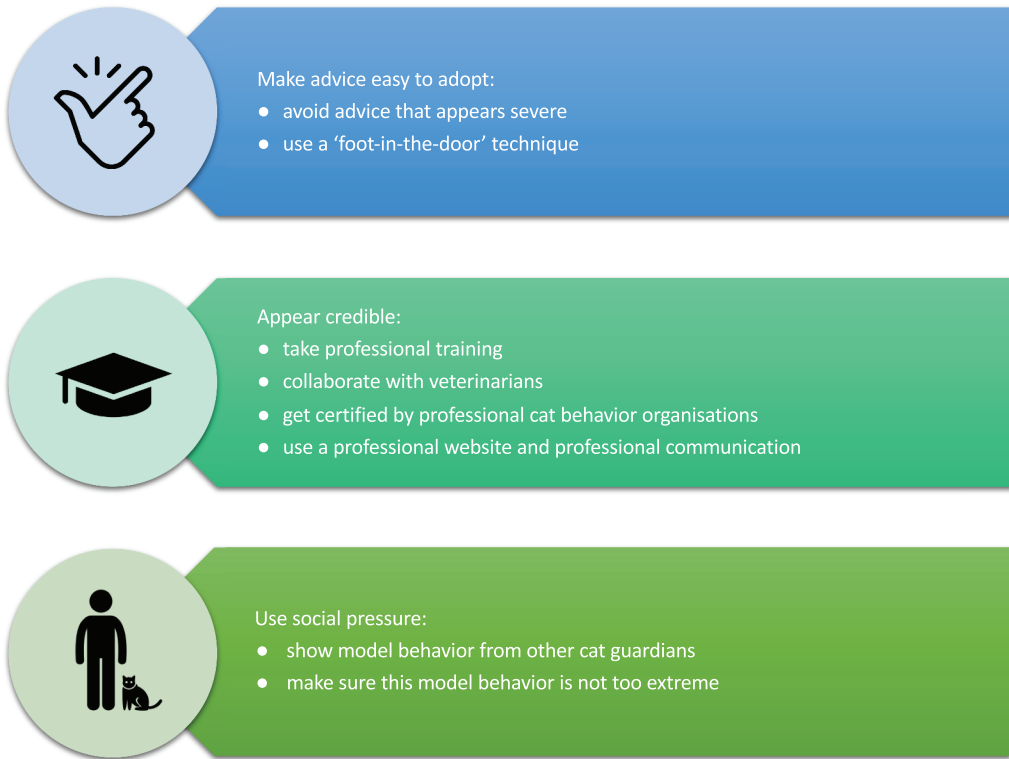 Make advice easy to adopt:
● avoid advice that appears severe
● use a ‘foot-in-the-door’ technique
Appear credible:
● take professional training
● collaborate with veterinarians
● get certified by professional cat behavior organisations
● use a professional website and professional communication
Use social pressure:
● show model behavior from other cat guardians
● make sure this model behavior is not too extreme